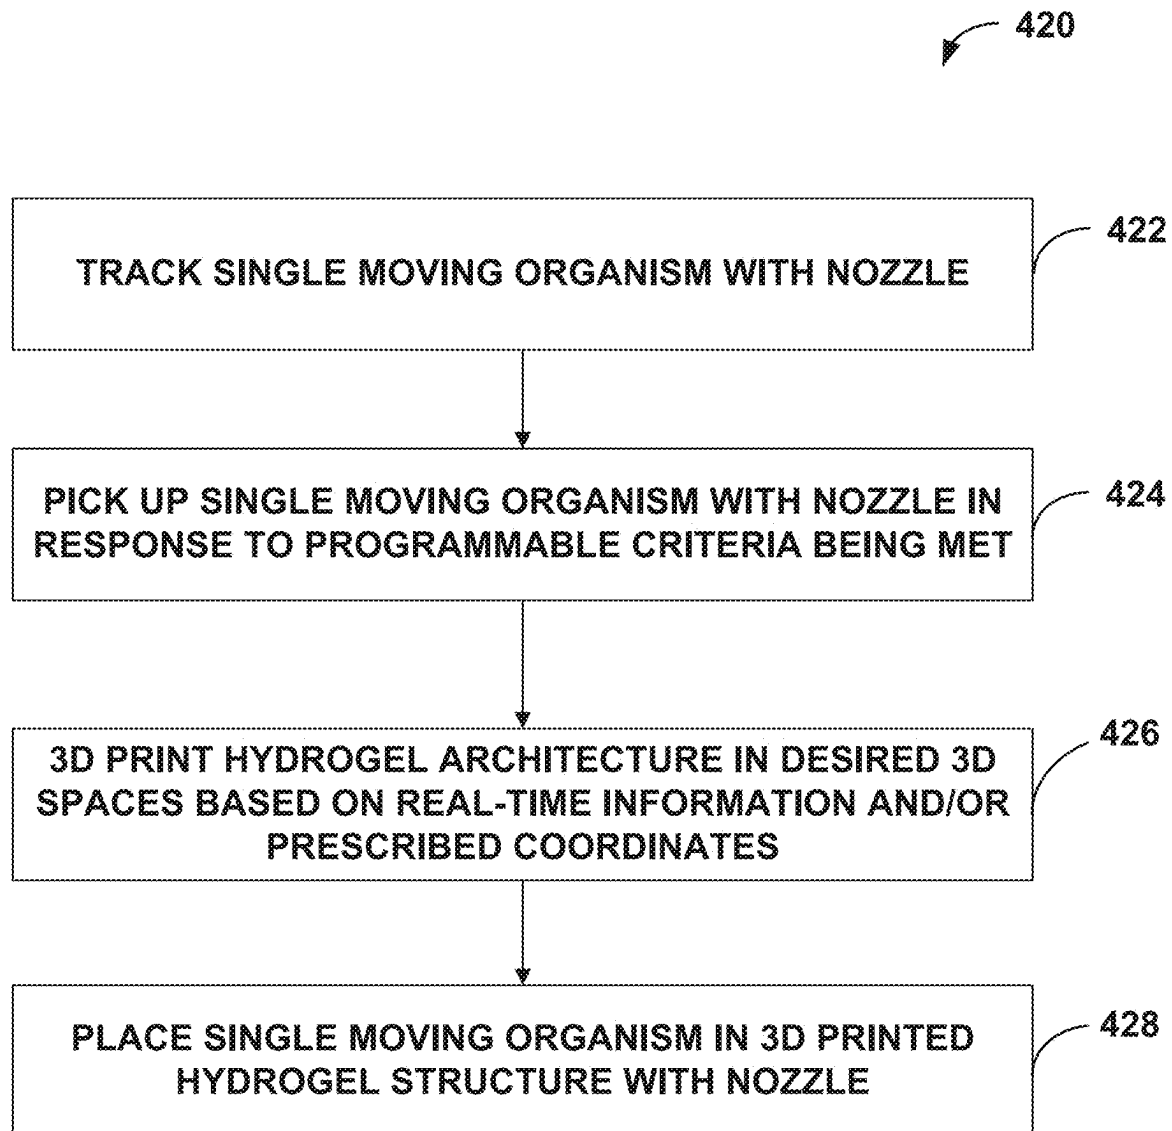 420
TRACK SINGLE MOVING ORGANISM WITH NOZZLE
422
PICK UP SINGLE MOVING ORGANISM WITH NOZZLE IN
RESPONSE TO PROGRAMMABLE CRITERIA BEING MET
424
3D PRINT HYDROGEL ARCHITECTURE IN DESIRED 3D
SPACES BASED ON REAL-TIME INFORMATION AND/OR
PRESCRIBED COORDINATES
426
PLACE SINGLE MOVING ORGANISM IN 3D PRINTED
HYDROGEL STRUCTURE WITH NOZZLE
428